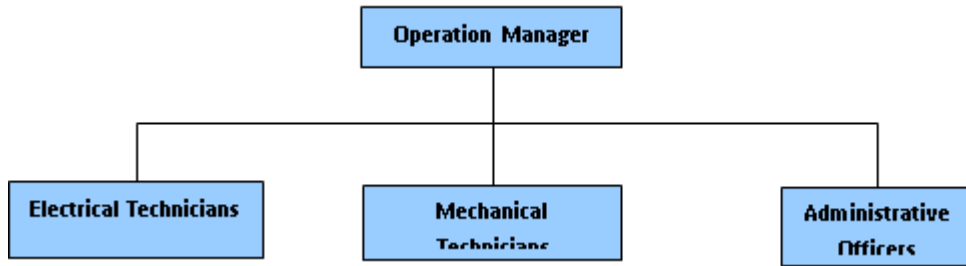 Operation Manager
Electrical Technicians
Mechanical
Technicians
Administrative
Officers